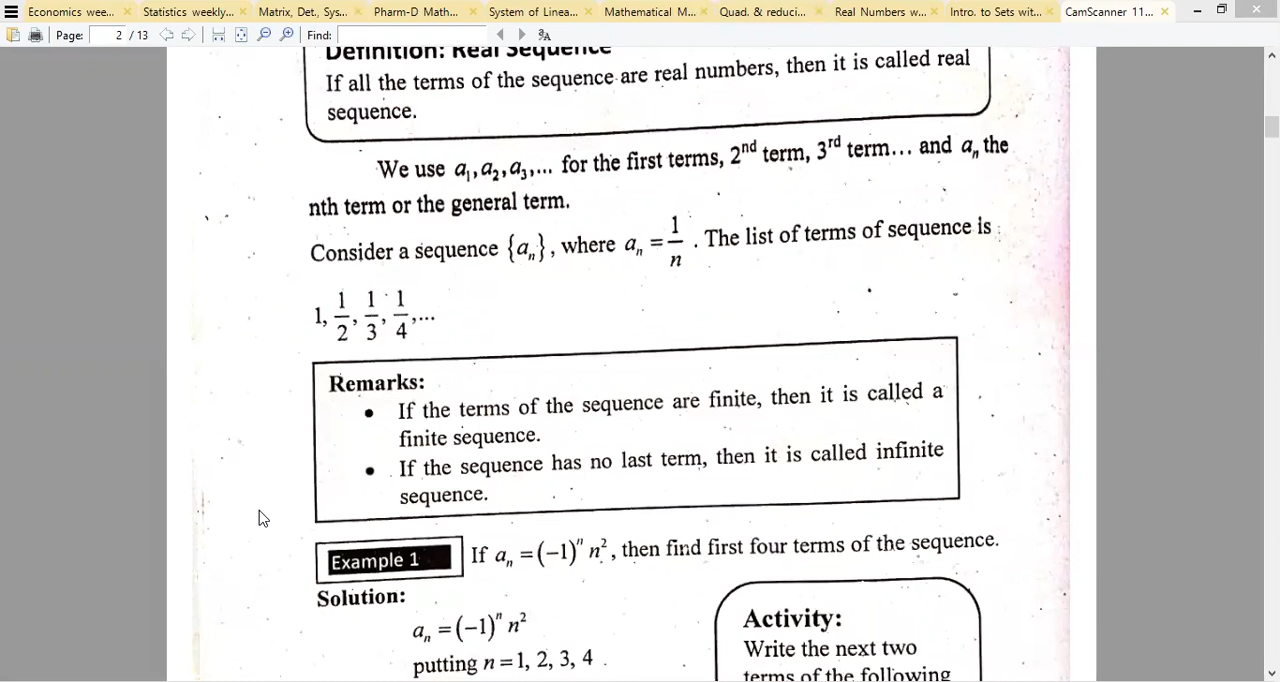 Economics wee... Statistics weekly... Matrix, Det., Sys... Pharm-D Math... System of Linea... Mathematical M... Quad. & reduci... Real Numbers w... Intro. to Sets wit... CamScanner 11...
Page: 2 / 13 Find:
Definition: Real Sequence
If all the terms of the sequence are real numbers, then it is called real
sequence.
We use a₁, a₂, a₃,... for the first terms, 2nd term, 3rd term... and aₙ the
nth term or the general term.
Consider a sequence {aₙ}, where aₙ = 1/n. The list of terms of sequence is
1, 1/2, 1/3, 1/4,...
Remarks:
• If the terms of the sequence are finite, then it is called a
finite sequence.
• If the sequence has no last term, then it is called infinite
sequence.
Example 1 If aₙ = (−1)ⁿ n², then find first four terms of the sequence.
Solution:
aₙ = (−1)ⁿ n²
putting n = 1, 2, 3, 4
Activity:
Write the next two
terms of the following